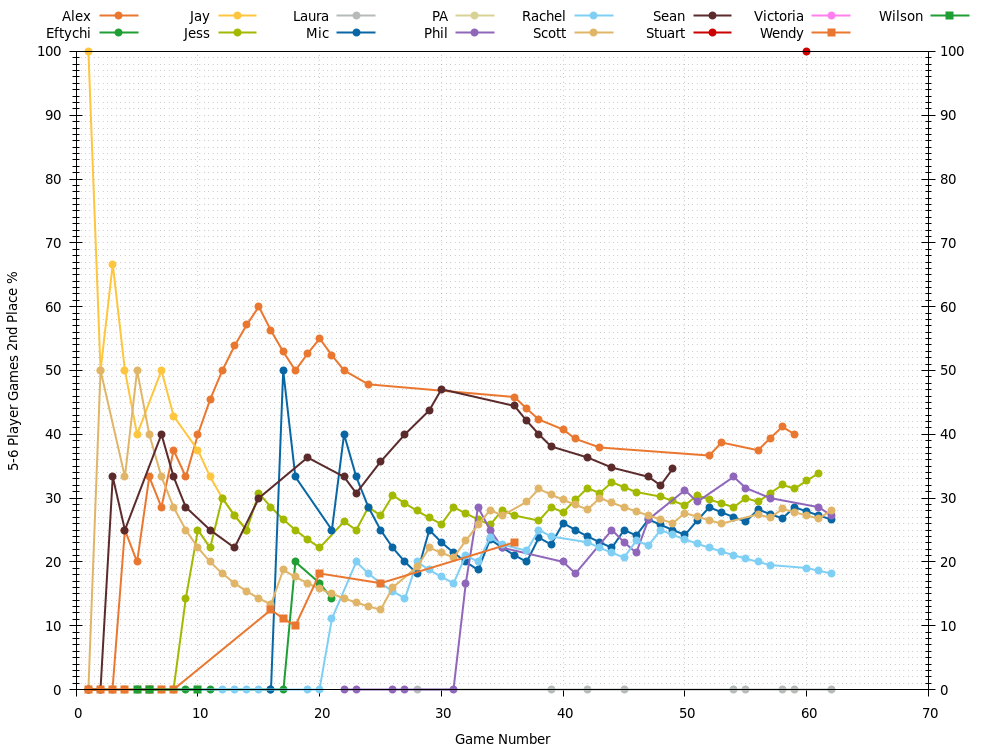 Alex Jay Laura PA Rachel Sean Victoria Wilson
Eftychi Jess Mic Phil Scott Stuart Wendy
100 100
90 90
80 80
70 70
60 60
50 50
40 40
30 30
20 20
10 10
0 0
5-6 Player Games 2nd Place %
0 10 20 30 40 50 60 70
Game Number